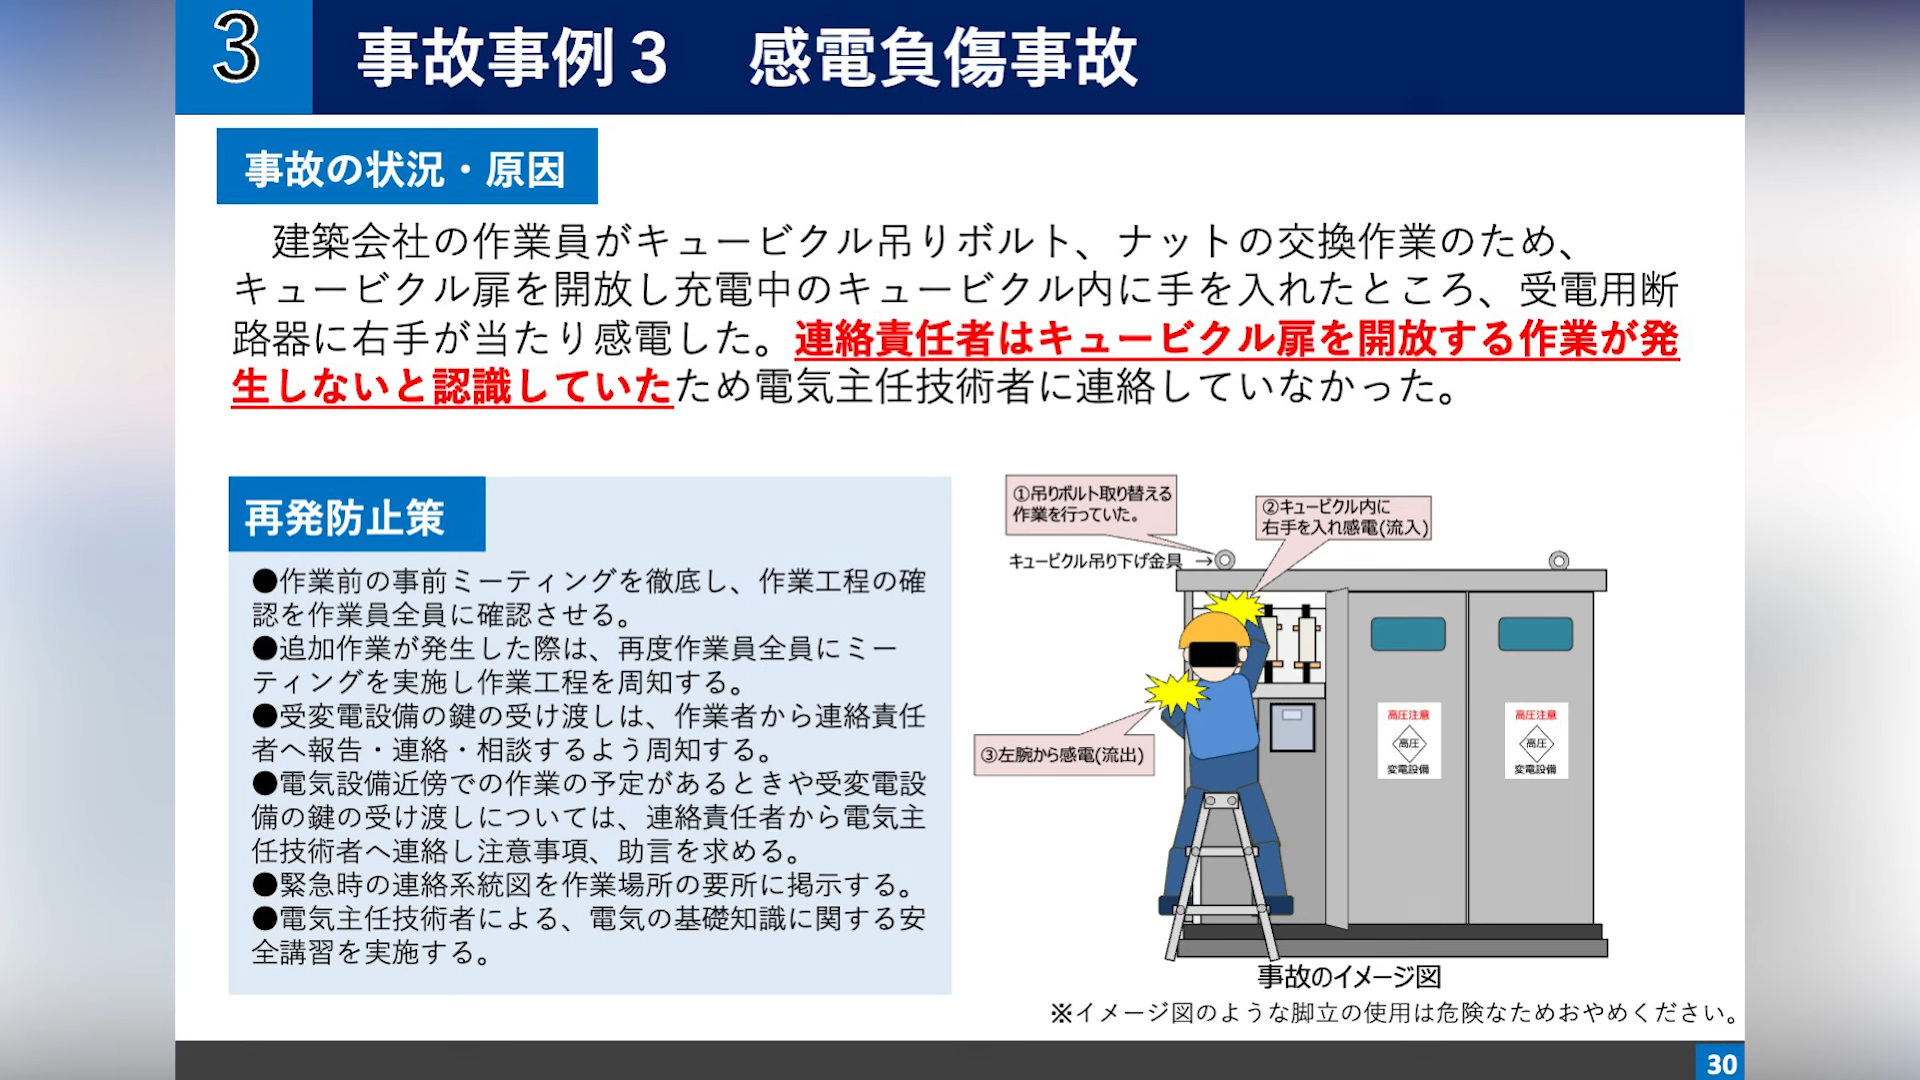 3
事故事例３　感電負傷事故
事故の状況・原因
建築会社の作業員がキュービクル吊りボルト、ナットの交換作業のため、
キュービクル扉を開放し充電中のキュービクル内に手を入れたところ、受電用断
路器に右手が当たり感電した。連絡責任者はキュービクル扉を開放する作業が発
生しないと認識していたため電気主任技術者に連絡していなかった。
再発防止策
●作業前の事前ミーティングを徹底し、作業工程の確
認を作業員全員に確認させる。
●追加作業が発生した際は、再度作業員全員にミー
ティングを実施し作業工程を周知する。
●受変電設備の鍵の受け渡しは、作業者から連絡責任
者へ報告・連絡・相談するよう周知する。
●電気設備近傍での作業の予定があるときや受変電設
備の鍵の受け渡しについては、連絡責任者から電気主
任技術者へ連絡し注意事項、助言を求める。
●緊急時の連絡系統図を作業場所の要所に掲示する。
●電気主任技術者による、電気の基礎知識に関する安
全講習を実施する。
①吊りボルト取り替える
作業を行っていた。
②キュービクル内に
右手を入れ感電(流入)
キュービクル吊り下げ金具 →
③左腕から感電(流出)
高圧注意
高圧
変電設備
高圧注意
高圧
変電設備
事故のイメージ図
※イメージ図のような脚立の使用は危険なためおやめください。
30